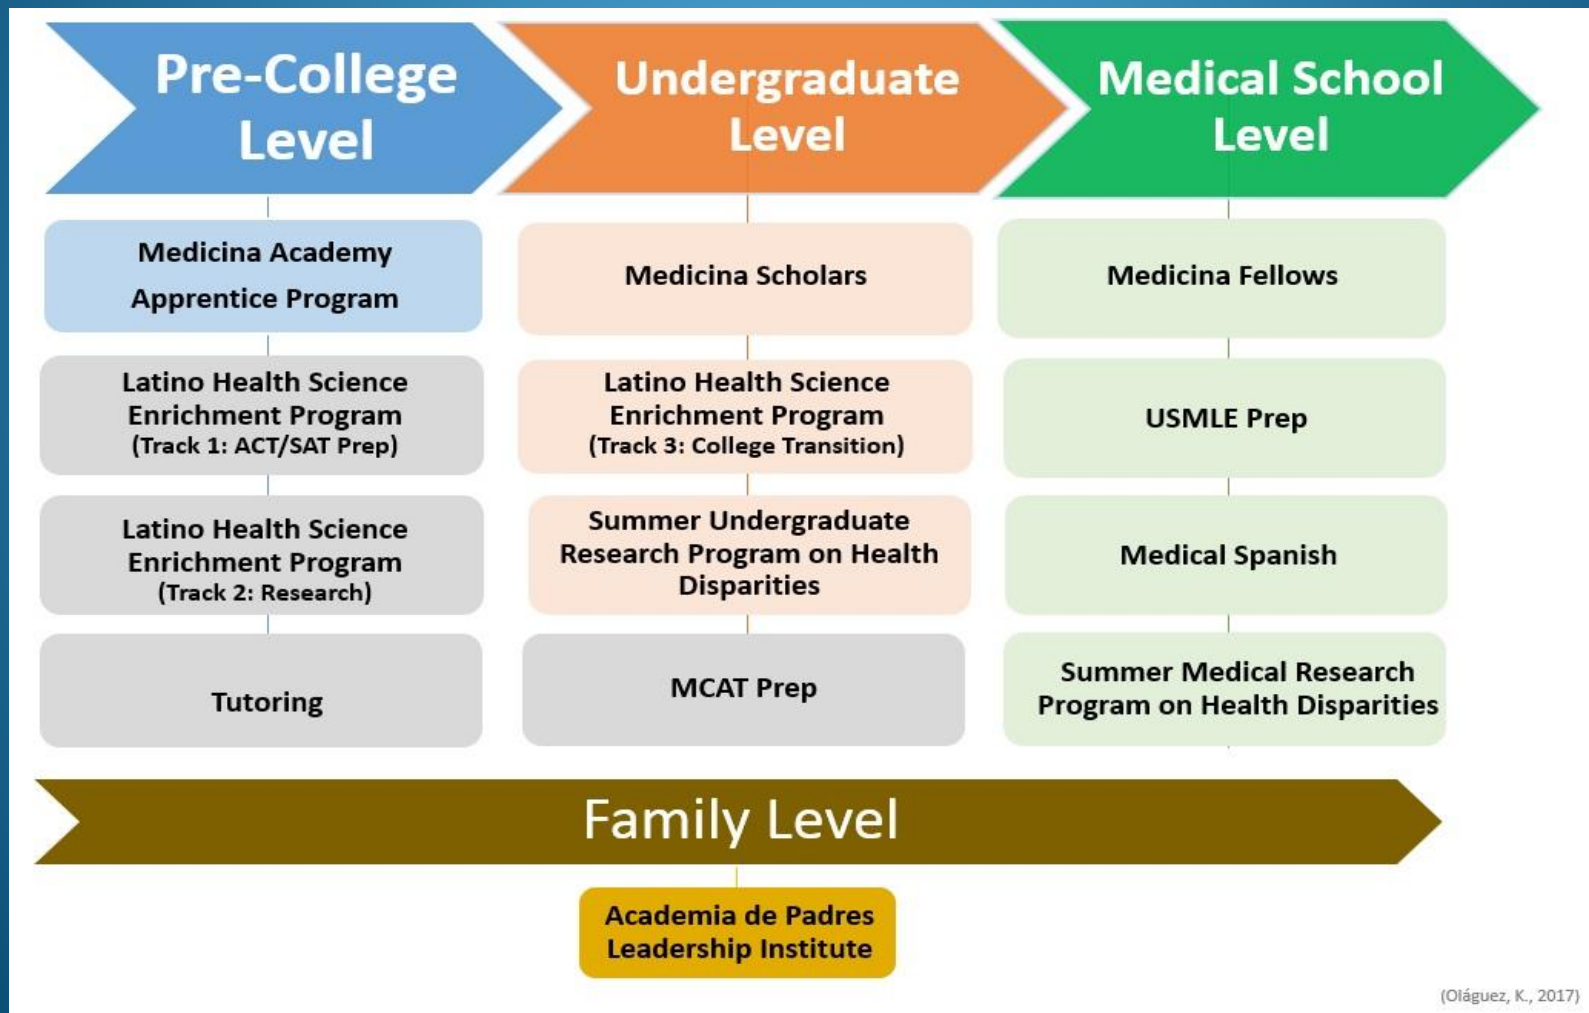 Pre-College
Level
Undergraduate
Level
Medical School
Level
Medicina Academy
Apprentice Program
Latino Health Science
Enrichment Program
(Track 1: ACT/SAT Prep)
Latino Health Science
Enrichment Program
(Track 2: Research)
Tutoring
Medicina Scholars
Latino Health Science
Enrichment Program
(Track 3: College Transition)
Summer Undergraduate
Research Program on Health
Disparities
MCAT Prep
Medicina Fellows
USMLE Prep
Medical Spanish
Summer Medical Research
Program on Health Disparities
Family Level
Academia de Padres
Leadership Institute
(Oláguez, K., 2017)